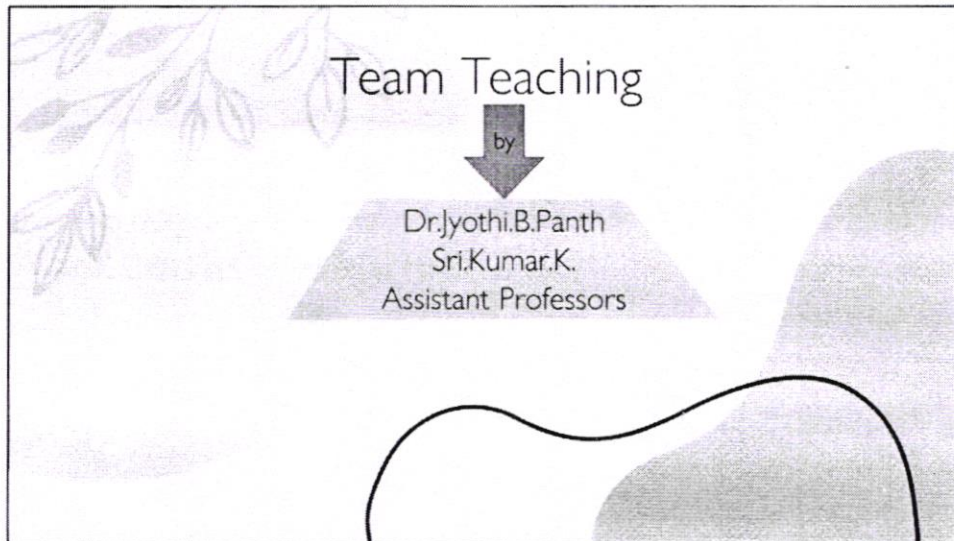 Team Teaching
by
Dr.Jyothi.B.Panth
Sri.Kumar.K.
Assistant Professors